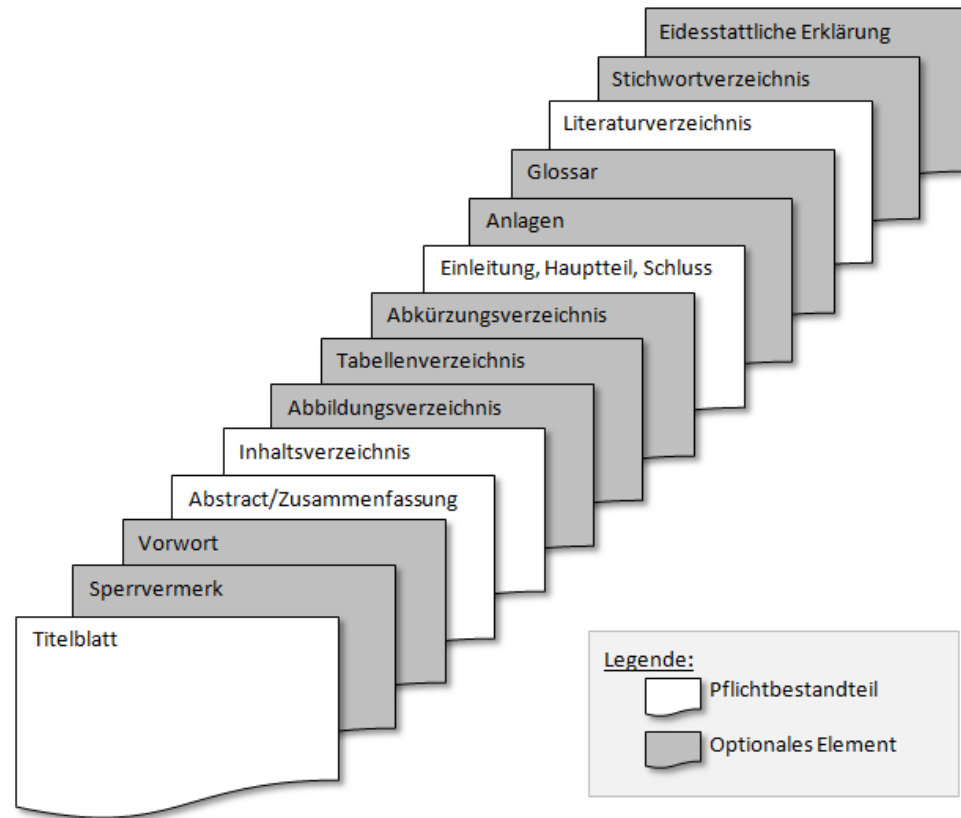 Eidesstattliche Erklärung
Stichwortverzeichnis
Literaturverzeichnis
Glossar
Anlagen
Einleitung, Hauptteil, Schluss
Abkürzungsverzeichnis
Tabellenverzeichnis
Abbildungsverzeichnis
Inhaltsverzeichnis
Abstract/Zusammenfassung
Vorwort
Sperrvermerk
Titelblatt
Legende:
Pflichtbestandteil
Optionales Element